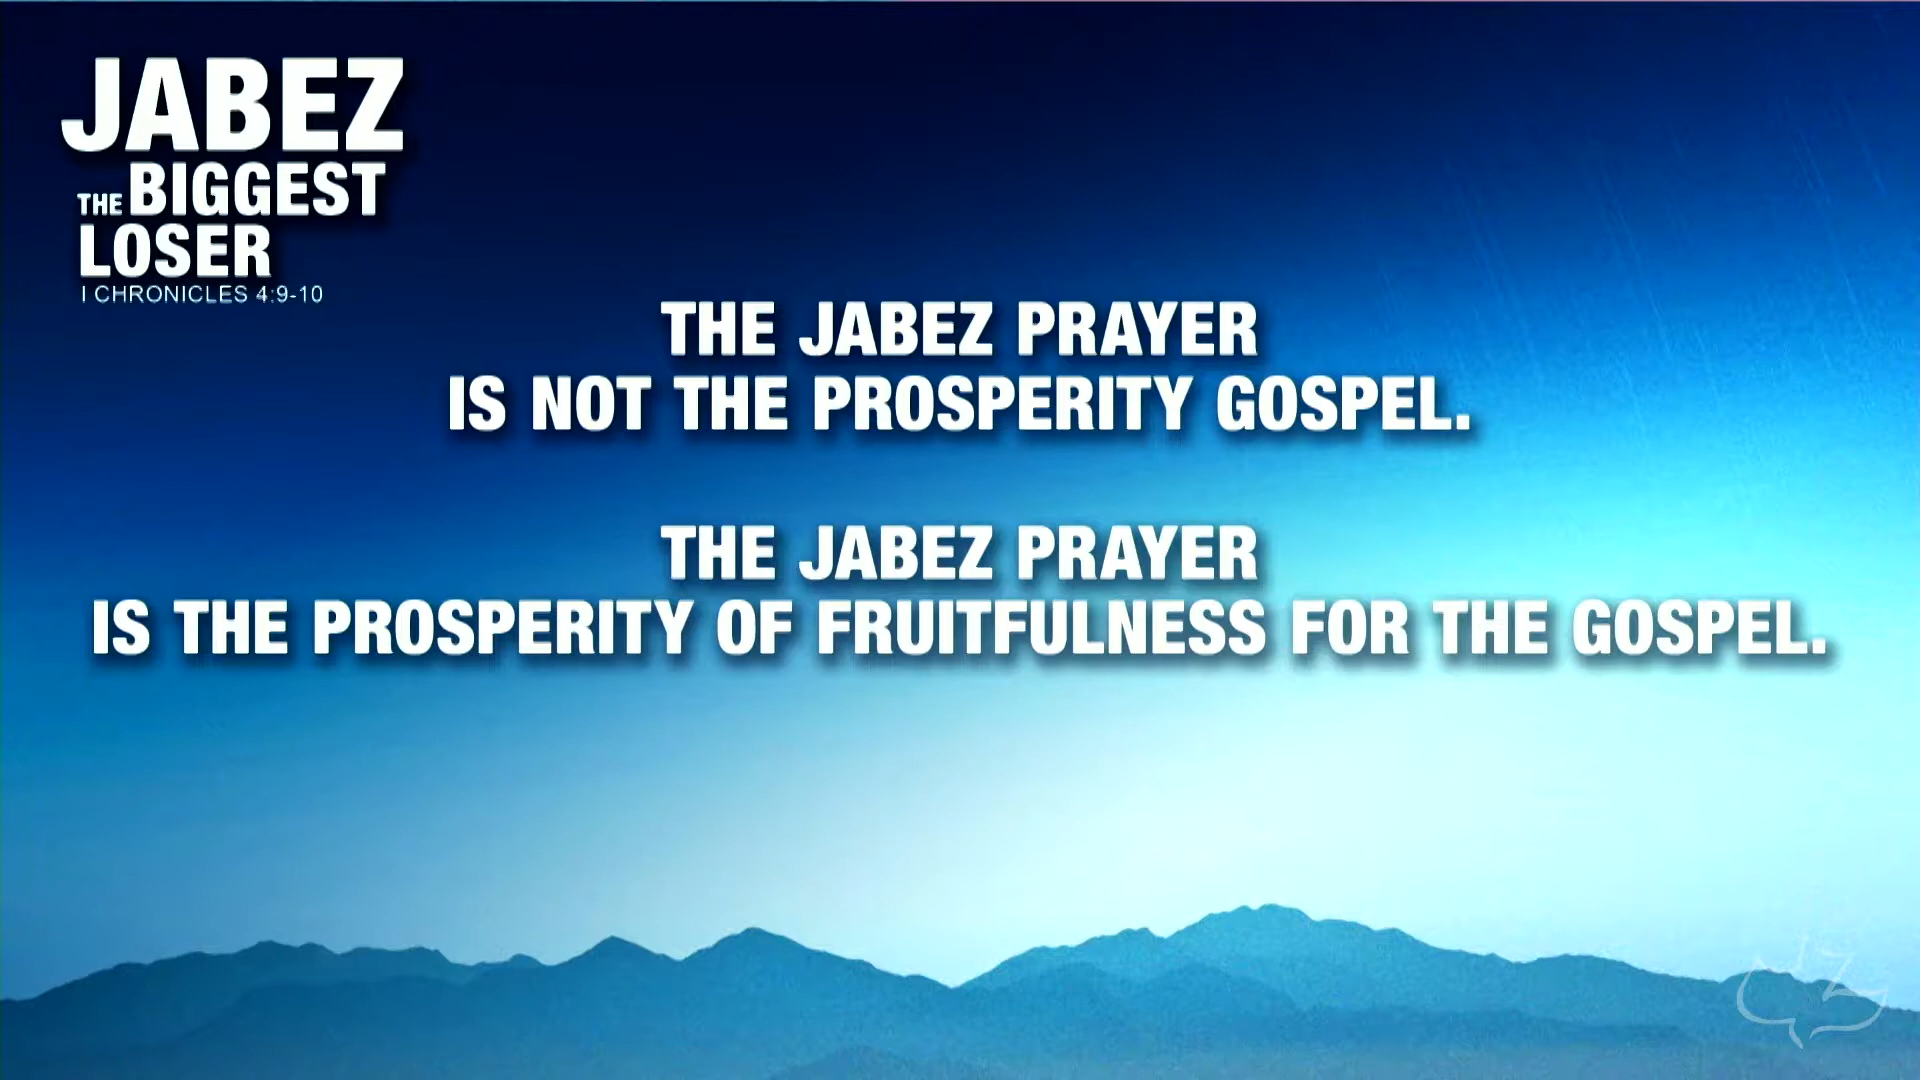 JABEZ
THE BIGGEST
LOSER
I CHRONICLES 4:9-10
THE JABEZ PRAYER
IS NOT THE PROSPERITY GOSPEL.
THE JABEZ PRAYER
IS THE PROSPERITY OF FRUITFULNESS FOR THE GOSPEL.